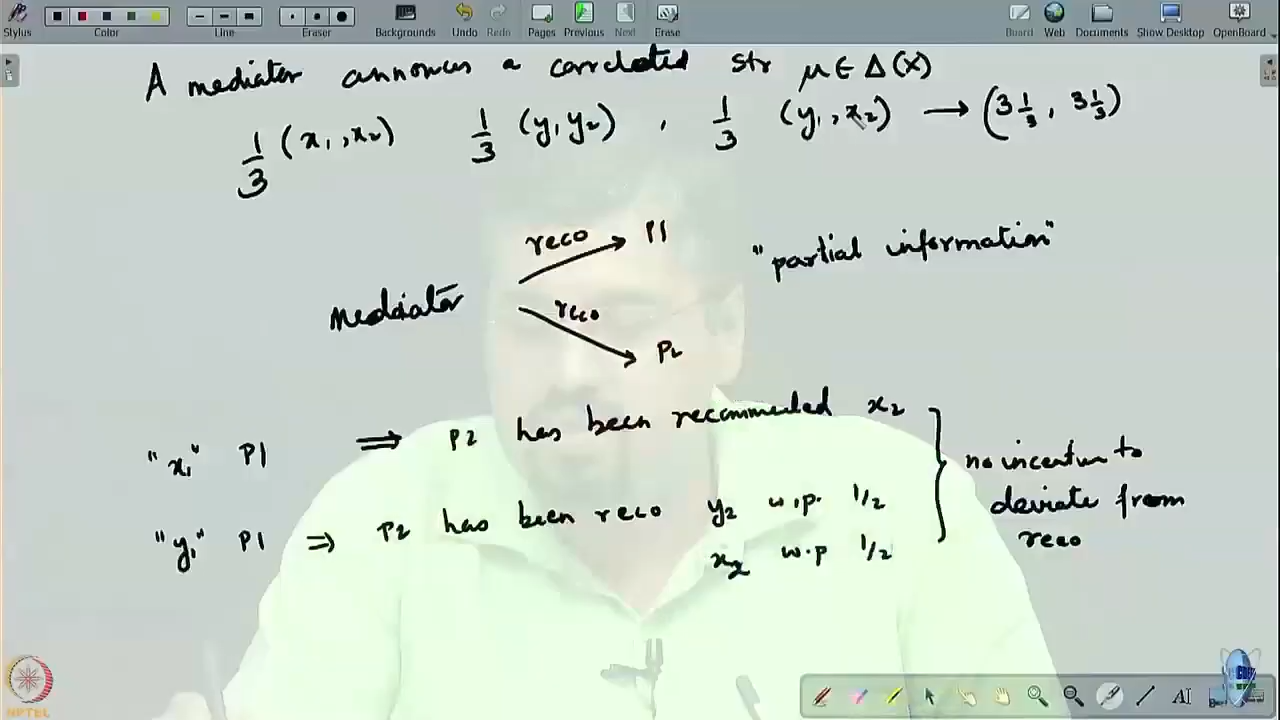 Stylus Color Line Eraser Backgrounds Undo Redo Pages Previous Next Erase Board Web Documents Show Desktop OpenBoard
A mediator announces a correlated str μ ∈ Δ(X)
1/3 (x₁, x₂) 1/3 (y₁ y₂) , 1/3 (y₁, x₂) → (3 1/3, 3 1/3)
reco P1
"partial information"
Mediator
reco
P2
"x₁" P1 ⇒ P2 has been recommended x₂
"y₁" P1 ⇒ P2 has been reco y₂ w.p. 1/2
x₂ w.p 1/2
no incentive to
deviate from
reco
NPTEL